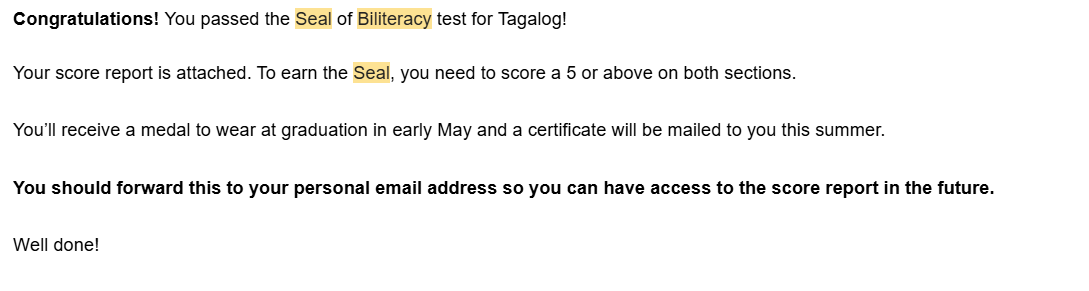 Congratulations! You passed the Seal of Biliteracy test for Tagalog!
Your score report is attached. To earn the Seal, you need to score a 5 or above on both sections.
You’ll receive a medal to wear at graduation in early May and a certificate will be mailed to you this summer.
You should forward this to your personal email address so you can have access to the score report in the future.
Well done!